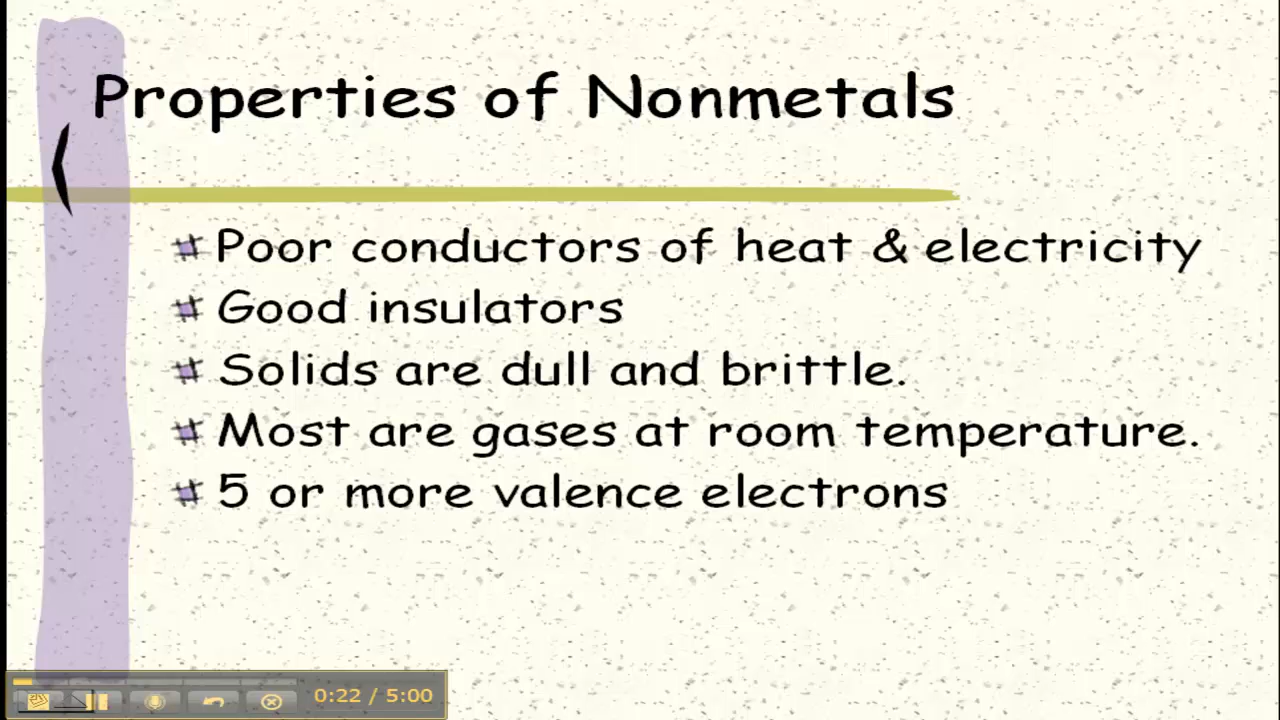 Properties of Nonmetals
Poor conductors of heat & electricity
Good insulators
Solids are dull and brittle.
Most are gases at room temperature.
5 or more valence electrons
0:22 / 5:00